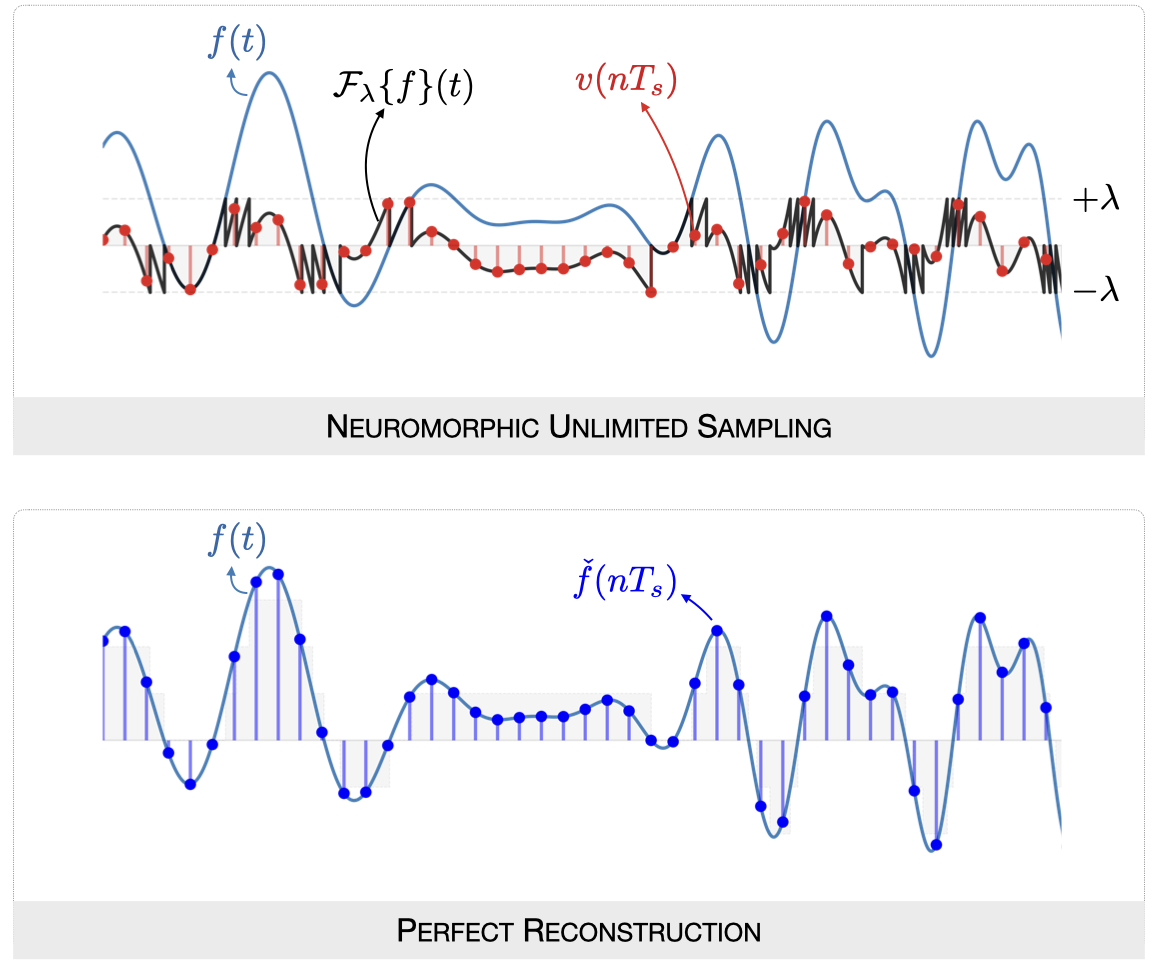 f(t)
𝓕_λ{f}(t)
v(nT_s)
+λ
−λ
NEUROMORPHIC UNLIMITED SAMPLING
f(t)
f̌(nT_s)
PERFECT RECONSTRUCTION